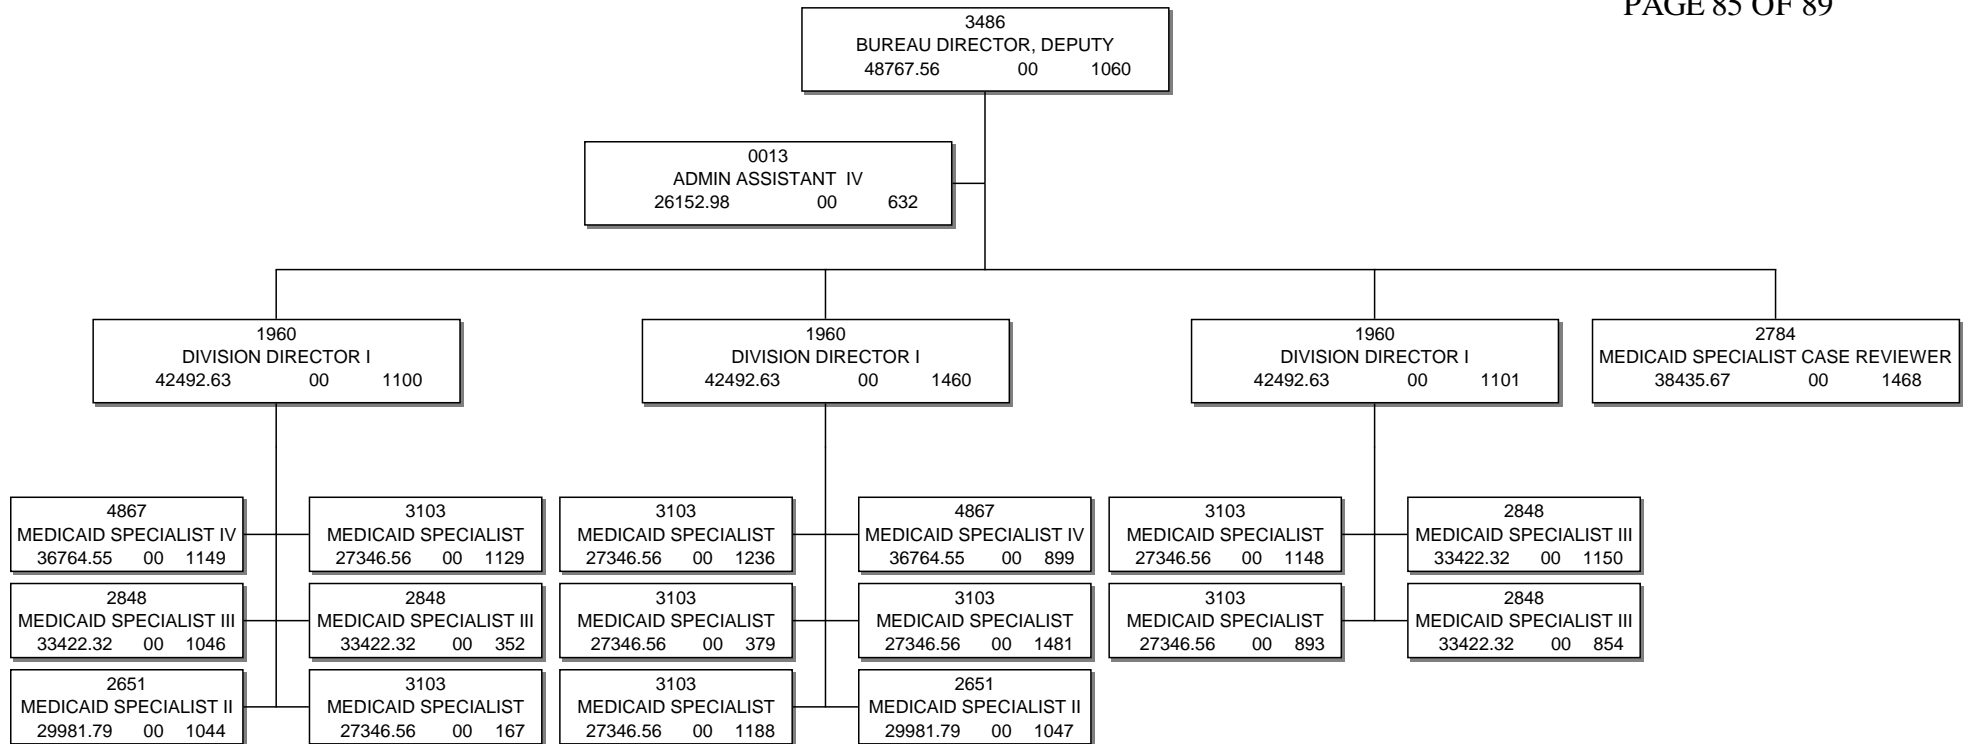 PAGE 85 OF 89
3486
BUREAU DIRECTOR, DEPUTY
48767.56 00 1060
0013
ADMIN ASSISTANT IV
26152.98 00 632
1960
DIVISION DIRECTOR I
42492.63 00 1100
1960
DIVISION DIRECTOR I
42492.63 00 1460
1960
DIVISION DIRECTOR I
42492.63 00 1101
2784
MEDICAID SPECIALIST CASE REVIEWER
38435.67 00 1468
4867
MEDICAID SPECIALIST IV
36764.55 00 1149
3103
MEDICAID SPECIALIST
27346.56 00 1129
3103
MEDICAID SPECIALIST
27346.56 00 1236
4867
MEDICAID SPECIALIST IV
36764.55 00 899
3103
MEDICAID SPECIALIST
27346.56 00 1148
2848
MEDICAID SPECIALIST III
33422.32 00 1150
2848
MEDICAID SPECIALIST III
33422.32 00 1046
2848
MEDICAID SPECIALIST III
33422.32 00 352
3103
MEDICAID SPECIALIST
27346.56 00 379
3103
MEDICAID SPECIALIST
27346.56 00 1481
3103
MEDICAID SPECIALIST
27346.56 00 893
2848
MEDICAID SPECIALIST III
33422.32 00 854
2651
MEDICAID SPECIALIST II
29981.79 00 1044
3103
MEDICAID SPECIALIST
27346.56 00 167
3103
MEDICAID SPECIALIST
27346.56 00 1188
2651
MEDICAID SPECIALIST II
29981.79 00 1047